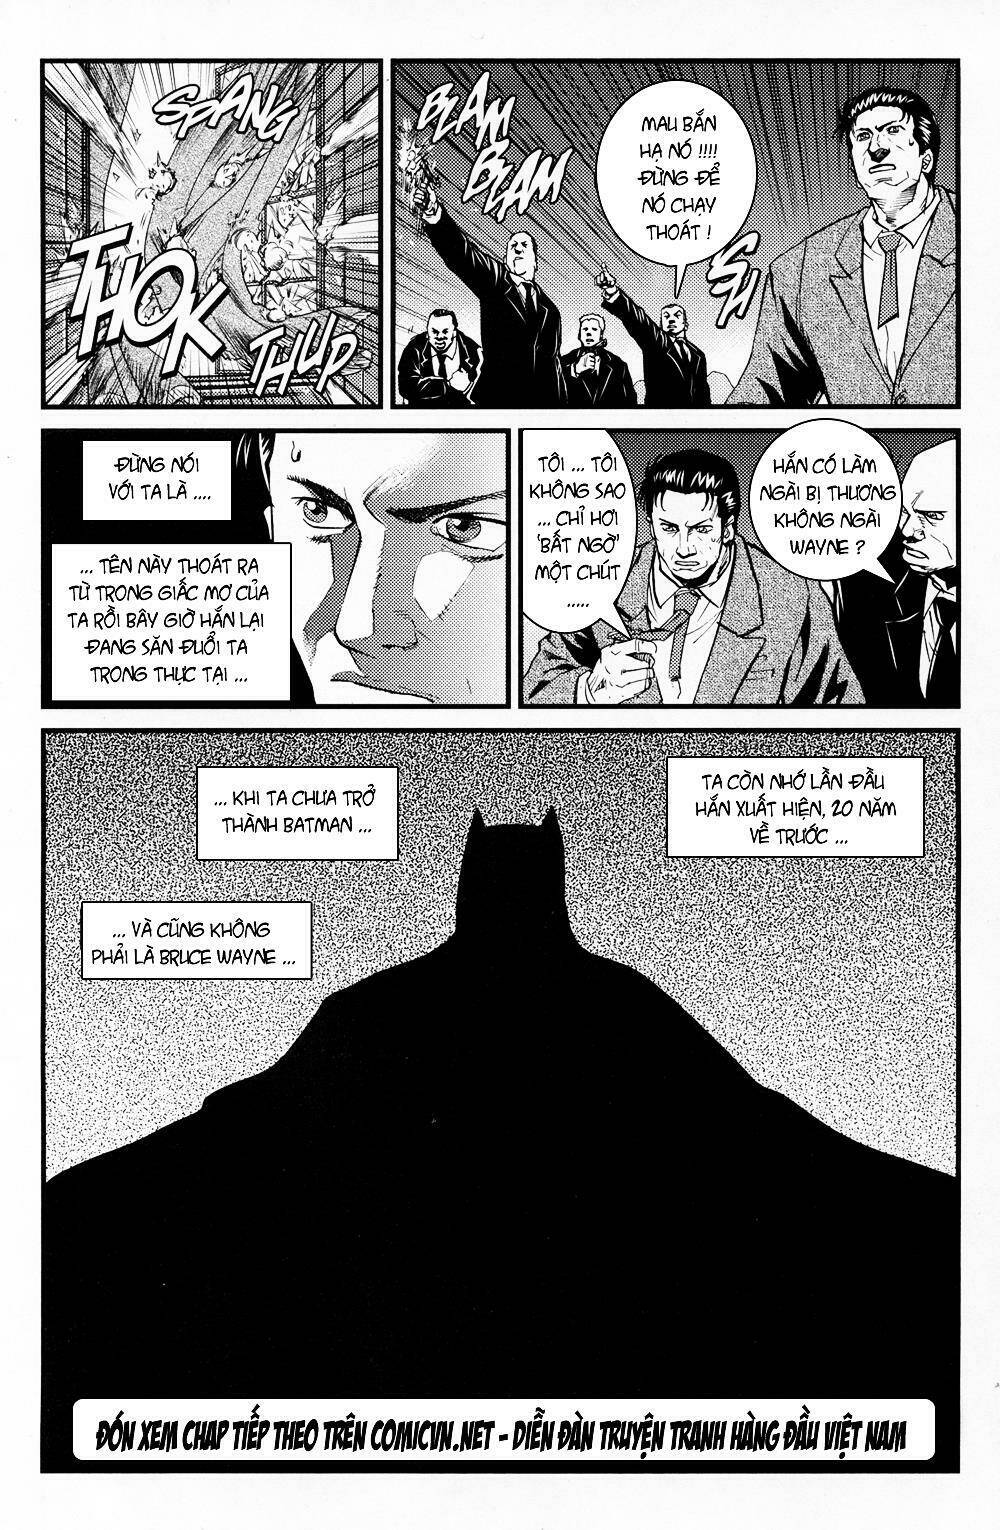 SPANG
THOK
THUP
BLAM
BLAM
MAU BẮN
HẠ NÓ !!!!
ĐỪNG ĐỂ
NÓ CHẠY
THOÁT !
ĐỪNG NÓI
VỚI TA LÀ ....
... TÊN NÀY THOÁT RA
TỪ TRONG GIẤC MƠ CỦA
TA RỒI BÂY GIỜ HẮN LẠI
ĐANG SĂN ĐUỔI TA
TRONG THỰC TẠI ...
TÔI ... TÔI
KHÔNG SAO
... CHỈ HƠI
'BẤT NGỜ'
MỘT CHÚT
.....
HẮN CÓ LÀM
NGÀI BỊ THƯƠNG
KHÔNG NGÀI
WAYNE ?
TA CÒN NHỚ LẦN ĐẦU
HẮN XUẤT HIỆN, 20 NĂM
VỀ TRƯỚC ...
... KHI TA CHƯA TRỞ
THÀNH BATMAN ...
... VÀ CŨNG KHÔNG
PHẢI LÀ BRUCE WAYNE ...
ĐÓN XEM CHAP TIẾP THEO TRÊN COMICVN.NET - DIỄN ĐÀN TRUYỆN TRANH HÀNG ĐẦU VIỆT NAM